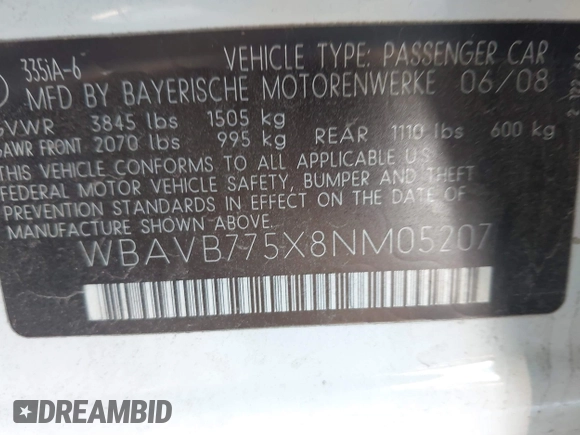 335iA-6
VEHICLE TYPE: PASSENGER CAR
MFD BY BAYERISCHE MOTORENWERKE 06/08
GVWR 3845 lbs 1505 kg
GAWR FRONT 2070 lbs 995 kg REAR 1110 lbs 600 kg
THIS VEHICLE CONFORMS TO ALL APPLICABLE U.S.
FEDERAL MOTOR VEHICLE SAFETY, BUMPER AND THEFT
PREVENTION STANDARDS IN EFFECT ON THE
DATE OF MANUFACTURE SHOWN ABOVE.
WBAVB775X8NM05207
DREAMBID